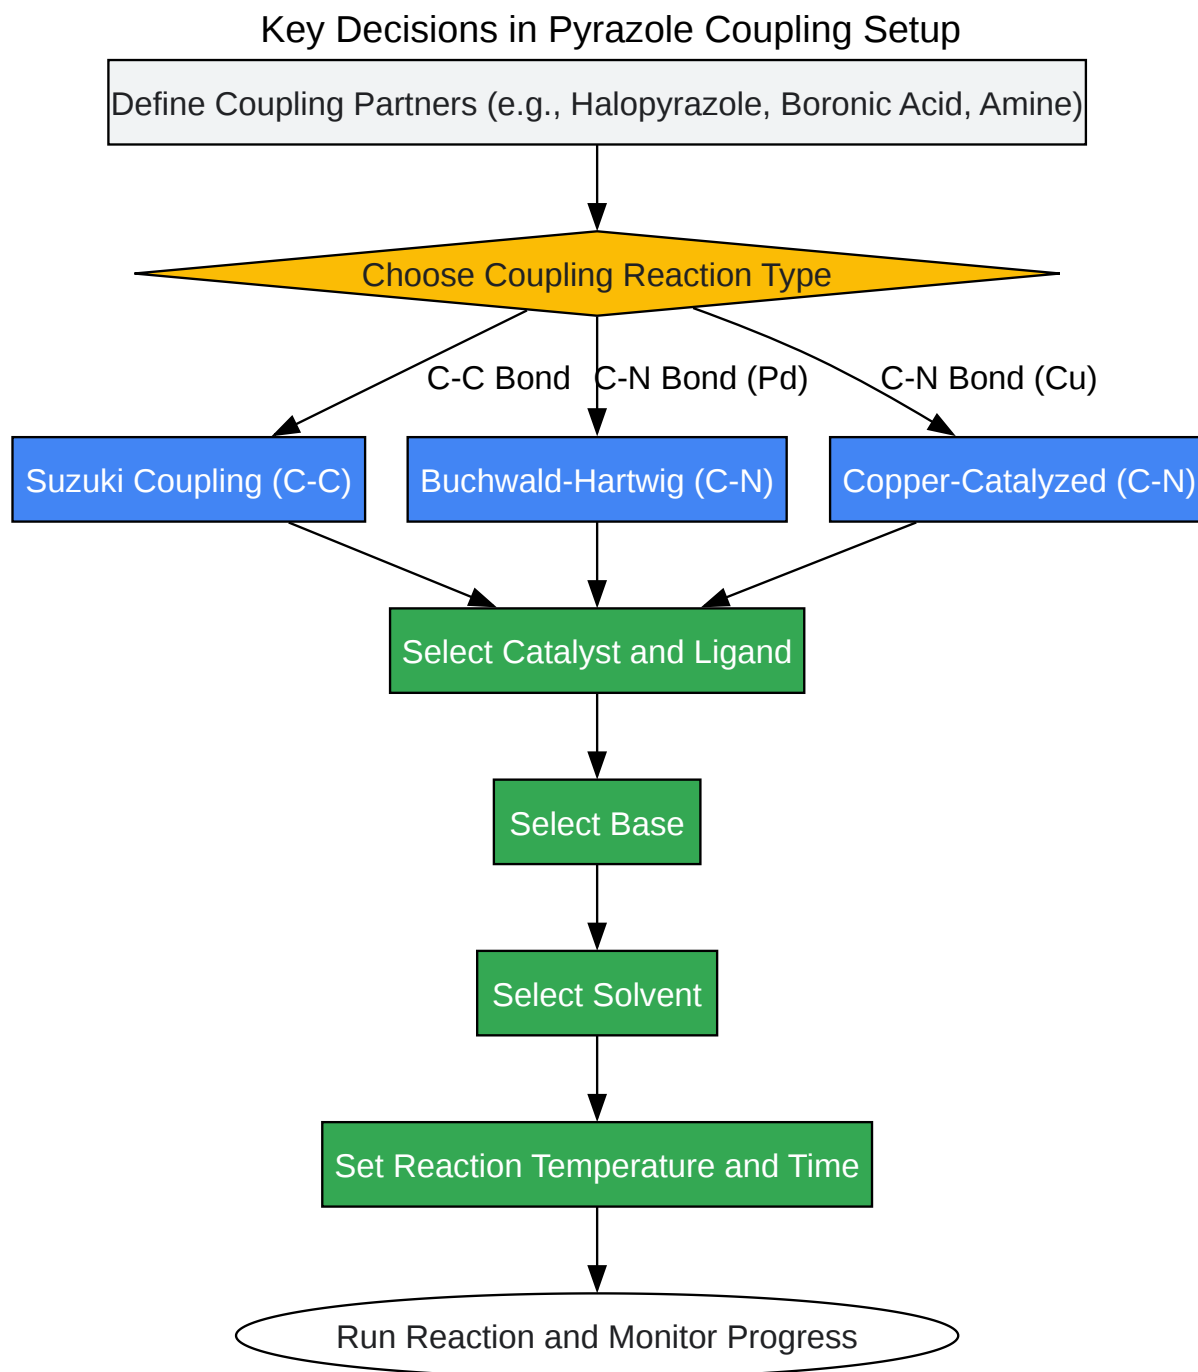 Key Decisions in Pyrazole Coupling Setup
Define Coupling Partners (e.g., Halopyrazole, Boronic Acid, Amine)
Choose Coupling Reaction Type
C-C Bond
C-N Bond (Pd)
C-N Bond (Cu)
Suzuki Coupling (C-C)
Buchwald-Hartwig (C-N)
Copper-Catalyzed (C-N)
Select Catalyst and Ligand
Select Base
Select Solvent
Set Reaction Temperature and Time
Run Reaction and Monitor Progress